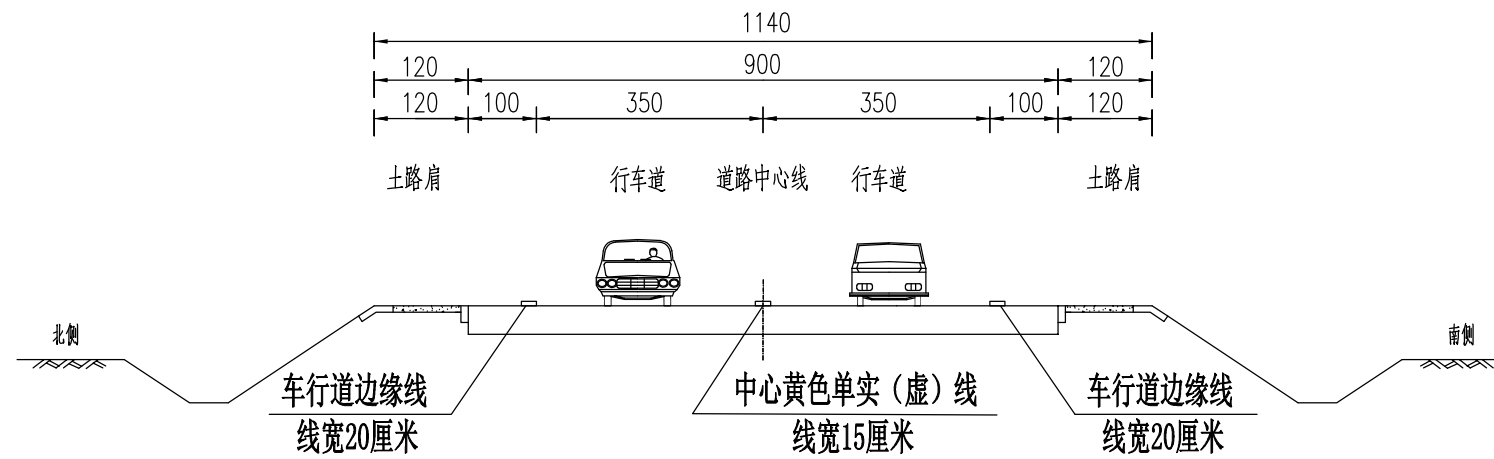 1140
120 900 120
120 100 350 350 100 120
土路肩 行车道 道路中心线 行车道 土路肩
北侧 南侧
车行道边缘线 中心黄色单实（虚）线 车行道边缘线
线宽20厘米 线宽15厘米 线宽20厘米